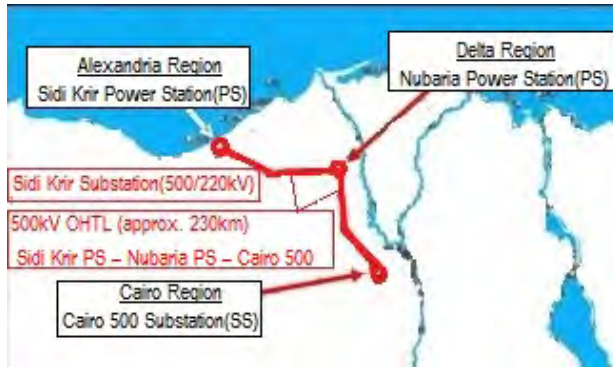 Alexandria Region
Sidi Krir Power Station(PS)
Delta Region
Nubaria Power Station(PS)
Sidi Krir Substation(500/220kV)
500kV OHTL (approx. 230km)
Sidi Krir PS – Nubaria PS – Cairo 500
Cairo Region
Cairo 500 Substation(SS)